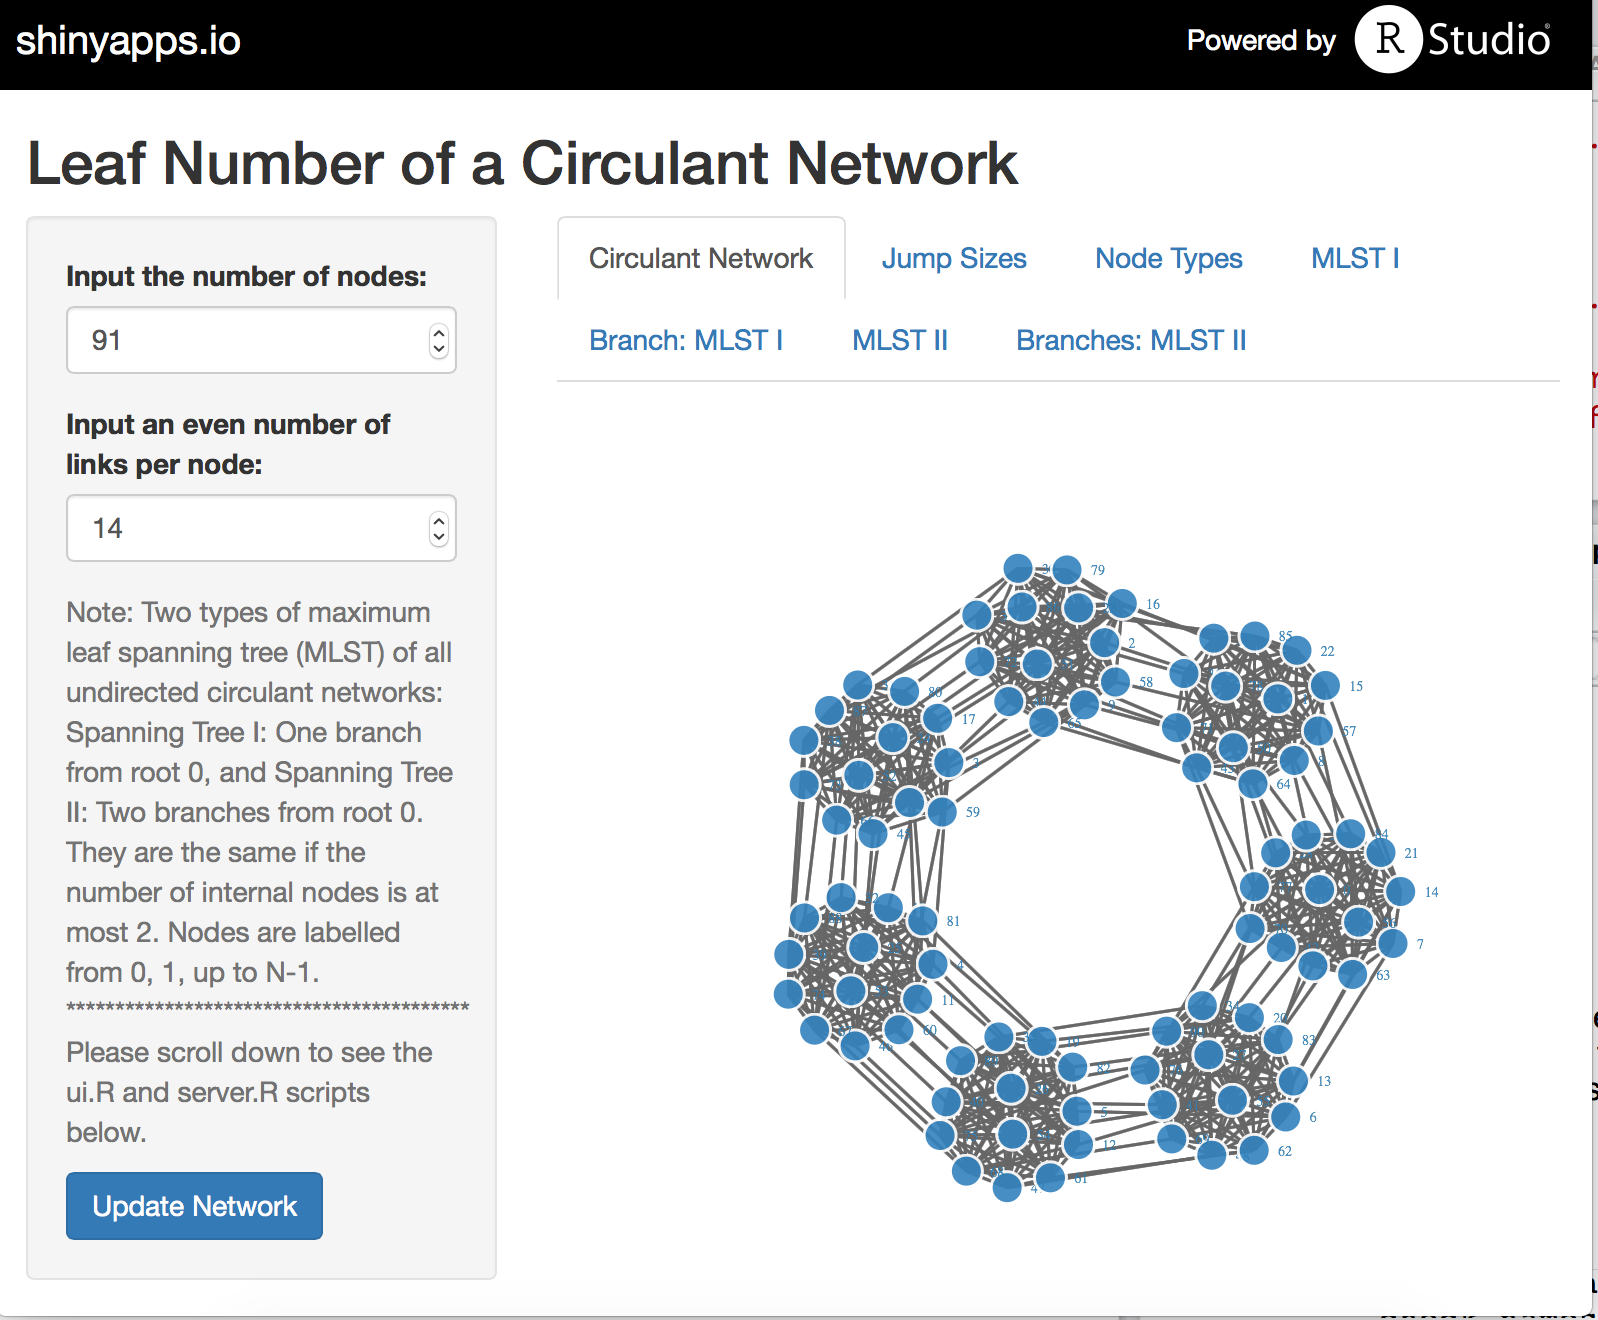 shinyapps.io
Powered by R Studio
Leaf Number of a Circulant Network
Input the number of nodes:
91
Input an even number of
links per node:
14
Note: Two types of maximum
leaf spanning tree (MLST) of all
undirected circulant networks:
Spanning Tree I: One branch
from root 0, and Spanning Tree
II: Two branches from root 0.
They are the same if the
number of internal nodes is at
most 2. Nodes are labelled
from 0, 1, up to N-1.
*****************************************
Please scroll down to see the
ui.R and server.R scripts
below.
Update Network
Circulant Network
Jump Sizes
Node Types
MLST I
Branch: MLST I
MLST II
Branches: MLST II
79
16
2
58
85
22
15
57
8
64
80
17
3
59
84
21
14
7
63
81
4
11
60
46
34
20
83
13
6
62
82
5
12
61